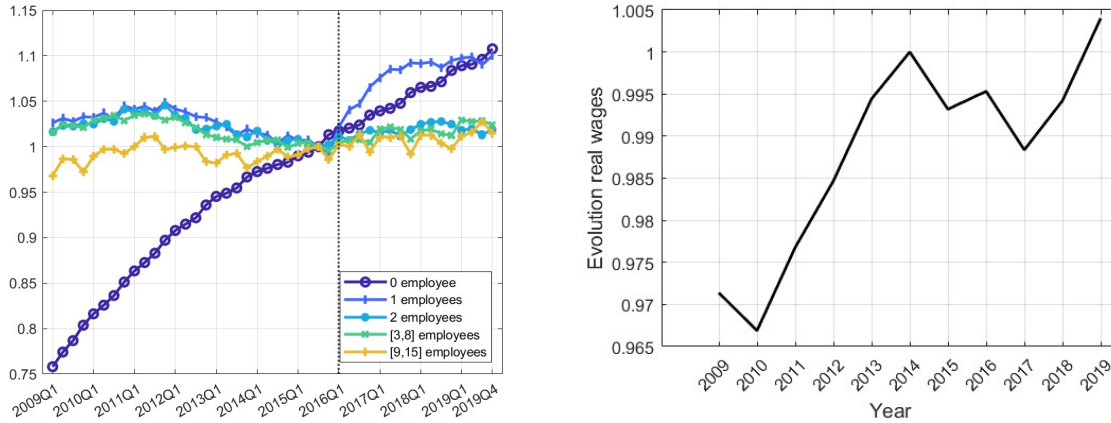 1.15
1.1
1.05
1
0.95
0.9
0.85
0.8
0.75
0 employee
1 employees
2 employees
[3,8] employees
[9,15] employees
2009Q1
2010Q1
2011Q1
2012Q1
2013Q1
2014Q1
2015Q1
2016Q1
2017Q1
2018Q1
2019Q1
2019Q4
Evolution real wages
1.005
1
0.995
0.99
0.985
0.98
0.975
0.97
0.965
2009
2010
2011
2012
2013
2014
2015
2016
2017
2018
2019
Year